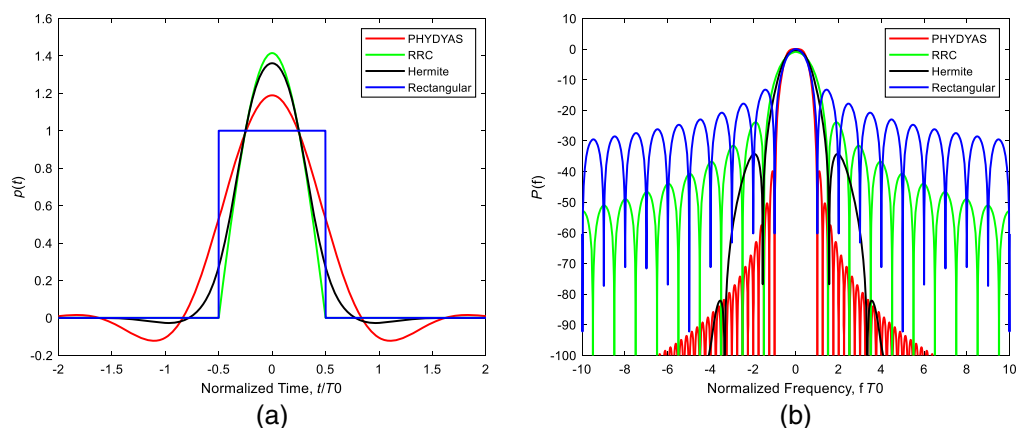 1.6
1.4
1.2
1
0.8
0.6
0.4
0.2
0
-0.2
p(t)
-2 -1.5 -1 -0.5 0 0.5 1 1.5 2
Normalized Time, t/T0
PHYDYAS
RRC
Hermite
Rectangular
(a)
0
-10
-20
-30
-40
-50
-60
-70
-80
-90
-100
P(f)
-10 -8 -6 -4 -2 0 2 4 6 8 10
Normalized Frequency, f T0
PHYDYAS
RRC
Hermite
Rectangular
(b)